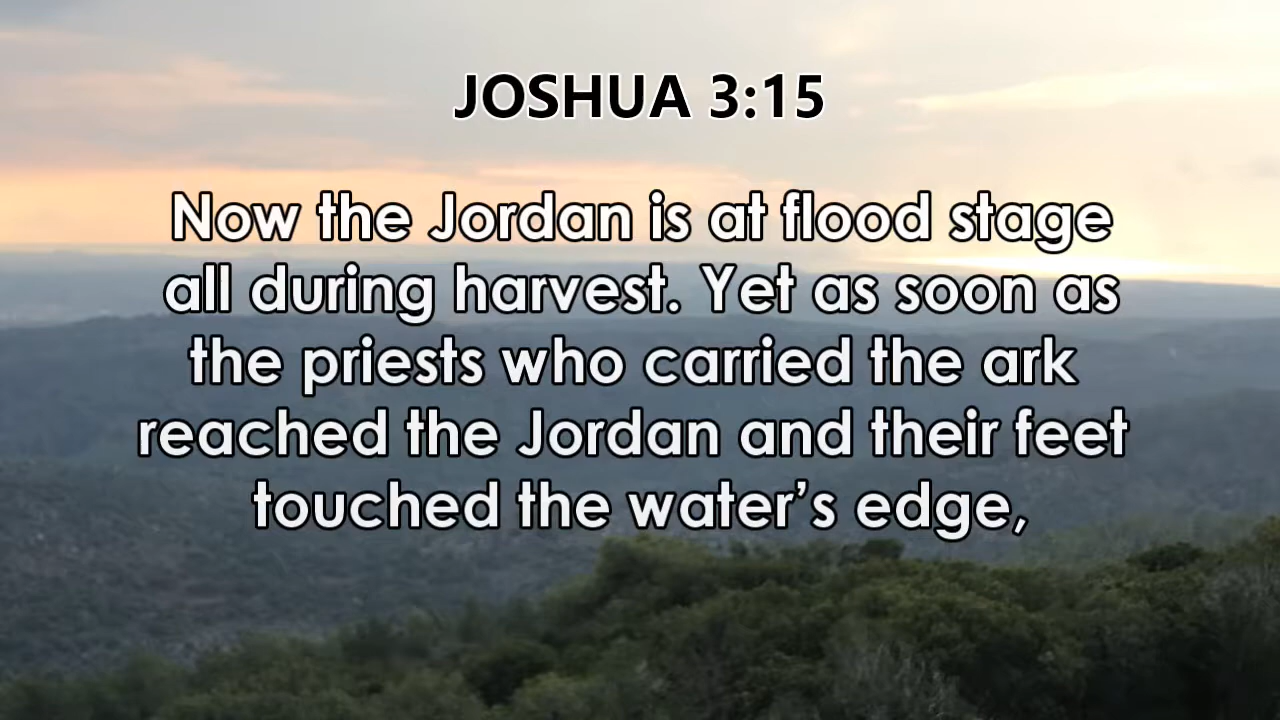 JOSHUA 3:15
Now the Jordan is at flood stage
all during harvest. Yet as soon as
the priests who carried the ark
reached the Jordan and their feet
touched the water’s edge,